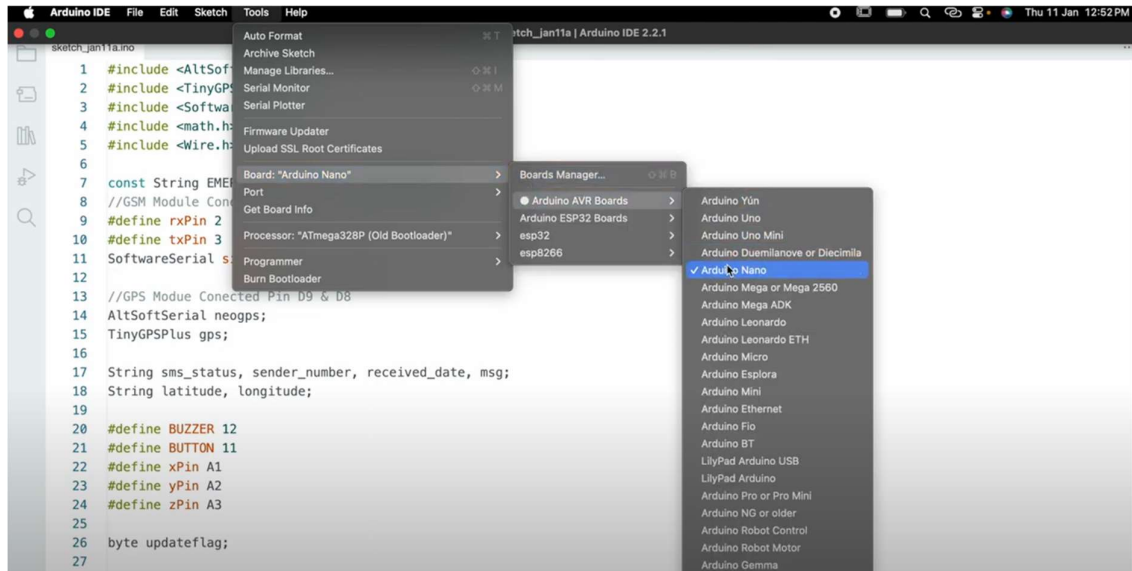 Arduino IDE File Edit Sketch Tools Help Thu 11 Jan 12:52 PM
etch_jan11a | Arduino IDE 2.2.1
sketch_jan11a.ino
Auto Format ⌘ T
Archive Sketch
Manage Libraries... ⇧ ⌘ I
Serial Monitor ⇧ ⌘ M
Serial Plotter
Firmware Updater
Upload SSL Root Certificates
Board: "Arduino Nano"
Port
Get Board Info
Processor: "ATmega328P (Old Bootloader)"
Programmer
Burn Bootloader
Boards Manager... ⇧ ⌘ B
Arduino AVR Boards
Arduino ESP32 Boards
esp32
esp8266
Arduino Yún
Arduino Uno
Arduino Uno Mini
Arduino Duemilanove or Diecimila
✓ Arduino Nano
Arduino Mega or Mega 2560
Arduino Mega ADK
Arduino Leonardo
Arduino Leonardo ETH
Arduino Micro
Arduino Esplora
Arduino Mini
Arduino Ethernet
Arduino Fio
Arduino BT
LilyPad Arduino USB
LilyPad Arduino
Arduino Pro or Pro Mini
Arduino NG or older
Arduino Robot Control
Arduino Robot Motor
Arduino Gemma
1 #include <AltSof
2 #include <TinyGPS
3 #include <Softwa
4 #include <math.h
5 #include <Wire.h
6
7 const String EMER
8 //GSM Module Con
9 #define rxPin 2
10 #define txPin 3
11 SoftwareSerial s
12
13 //GPS Modue Conected Pin D9 & D8
14 AltSoftSerial neogps;
15 TinyGPSPlus gps;
16
17 String sms_status, sender_number, received_date, msg;
18 String latitude, longitude;
19
20 #define BUZZER 12
21 #define BUTTON 11
22 #define xPin A1
23 #define yPin A2
24 #define zPin A3
25
26 byte updateflag;
27